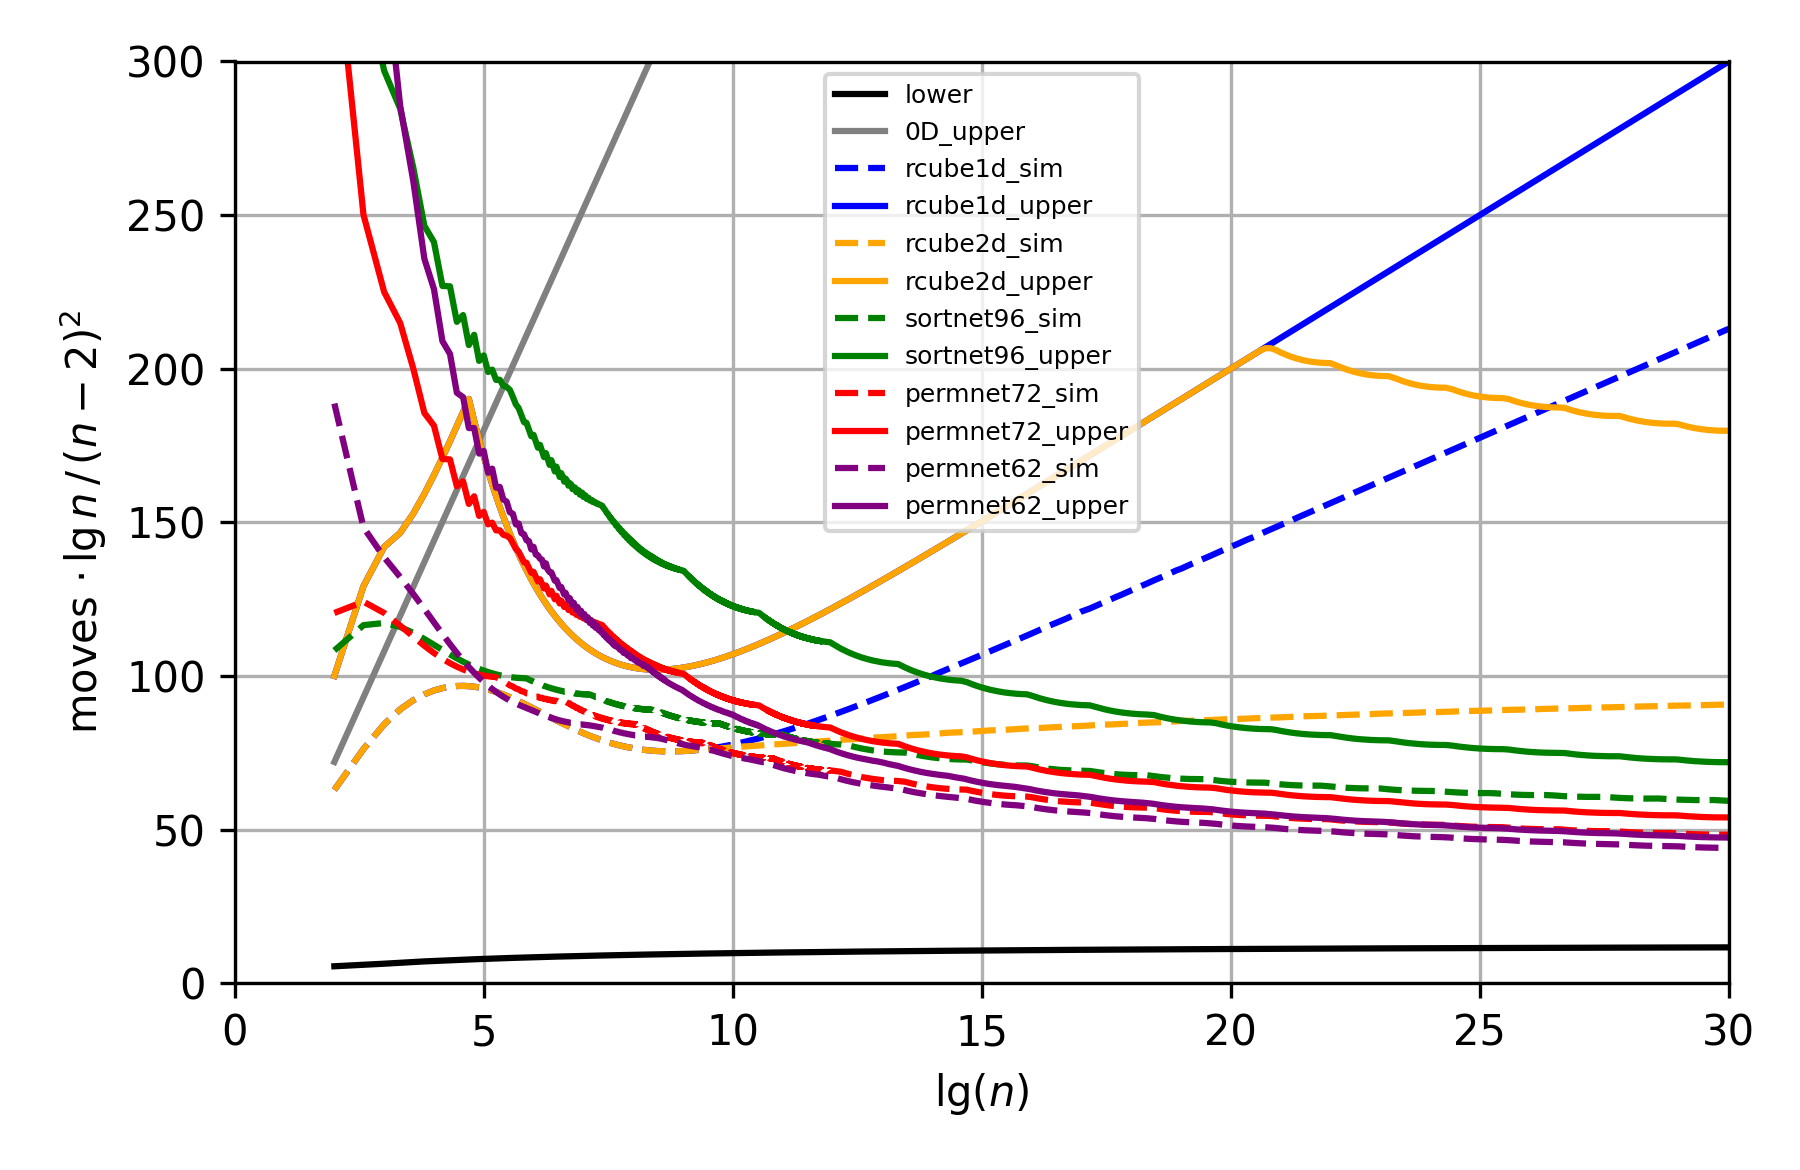 moves · lg n / (n − 2)²
300
250
200
150
100
50
0
lower
0D_upper
rcube1d_sim
rcube1d_upper
rcube2d_sim
rcube2d_upper
sortnet96_sim
sortnet96_upper
permnet72_sim
permnet72_upper
permnet62_sim
permnet62_upper
0 5 10 15 20 25 30
lg(n)